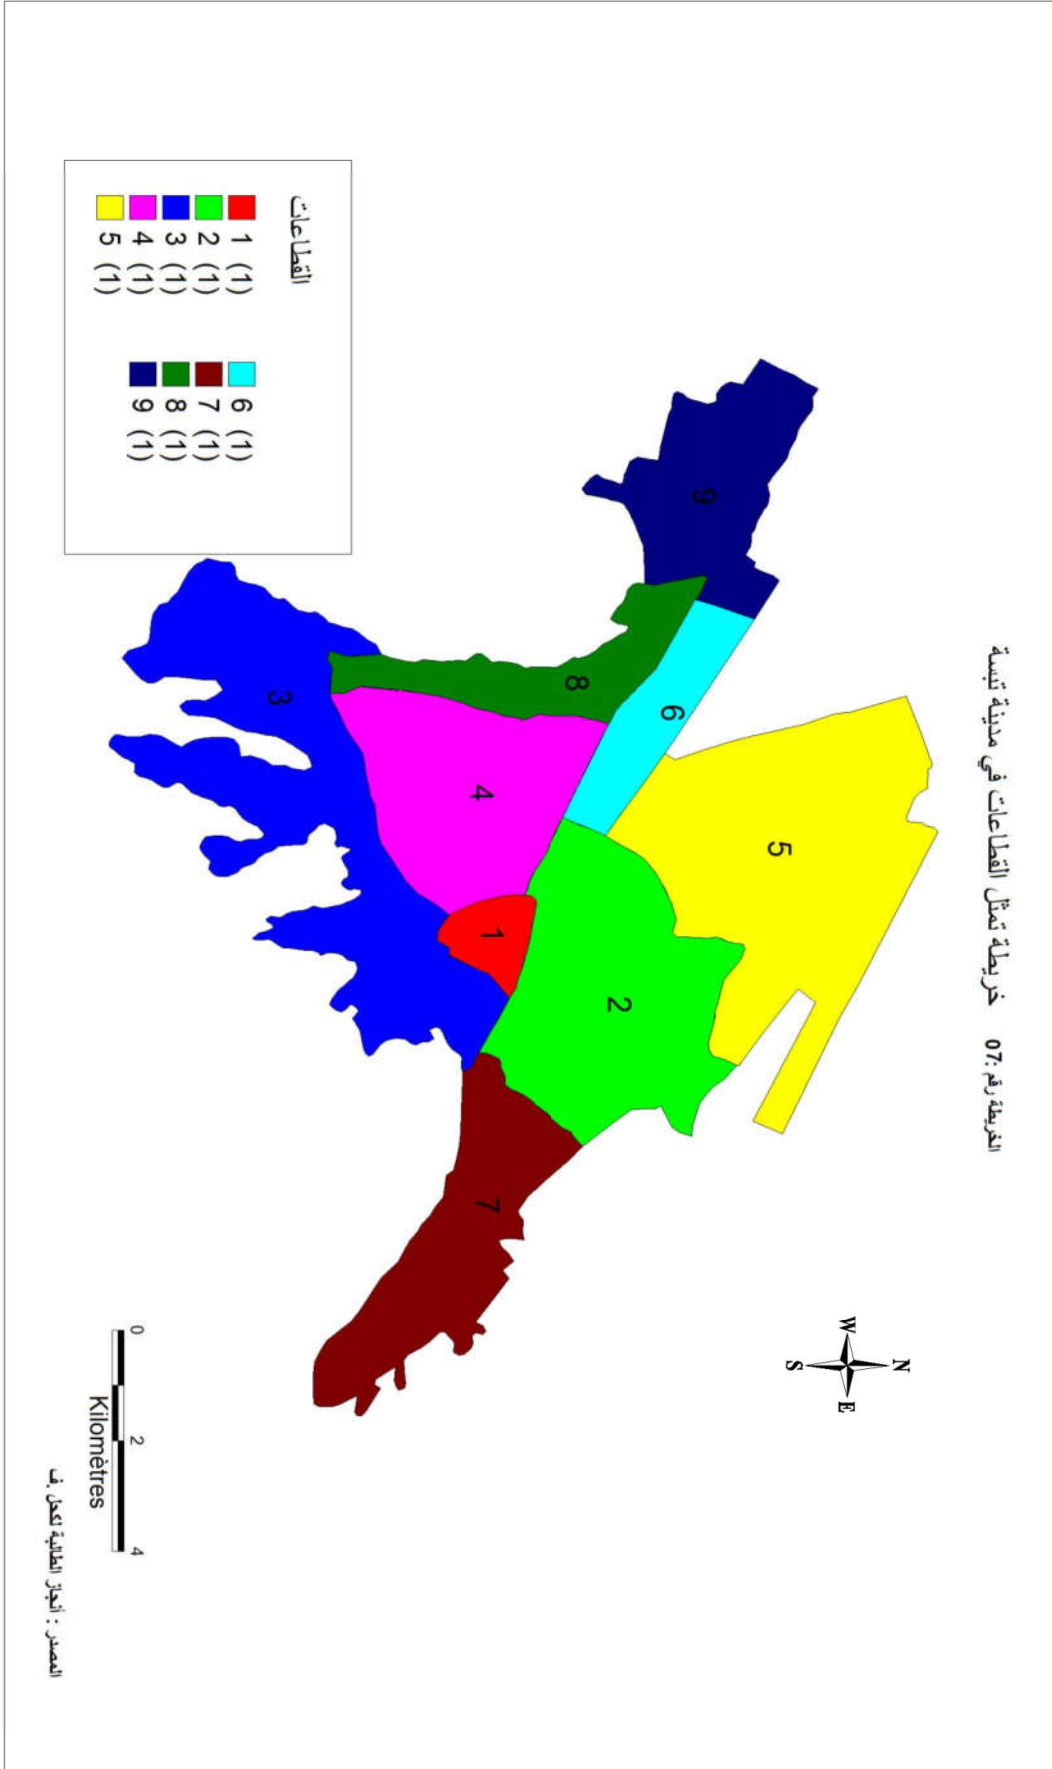 الخريطة رقم :07 خريطة تمثل القطاعات في مدينة تبسة
N
W
E
S
9
6
5
8
4
2
3
1
7
القطاعات
1 (1)
2 (1)
3 (1)
4 (1)
5 (1)
6 (1)
7 (1)
8 (1)
9 (1)
0 2 4
Kilomètres
المصدر : أنجاز الطالبة لكحل .ف